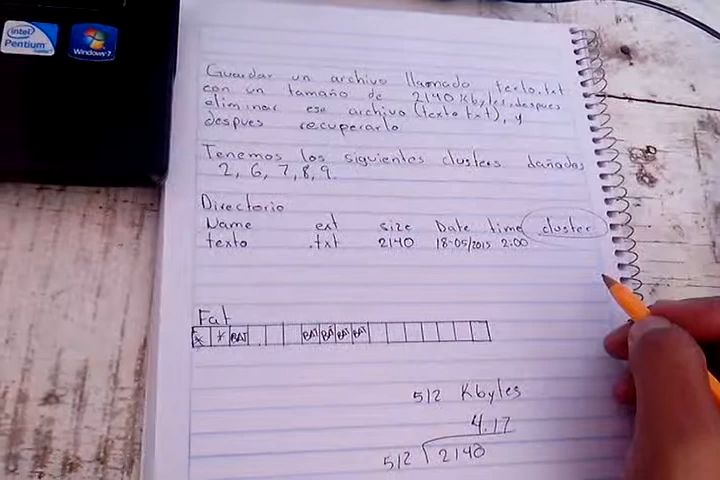 intel
Pentium
Windows 7
Guardar un archivo llamado texto.txt
con un tamaño de 2140 Kbytes, despues
eliminar ese archivo (texto.txt), y
despues recuperarlo
Tenemos los siguientes clusters dañados
2, 6, 7, 8, 9.
Directorio
Name ext size Date time cluster
texto .txt 2140 18-05/2015 2:00
Fat
* * BAT BAT BAT BAT BAT
512 Kbytes
4.17
512 2140